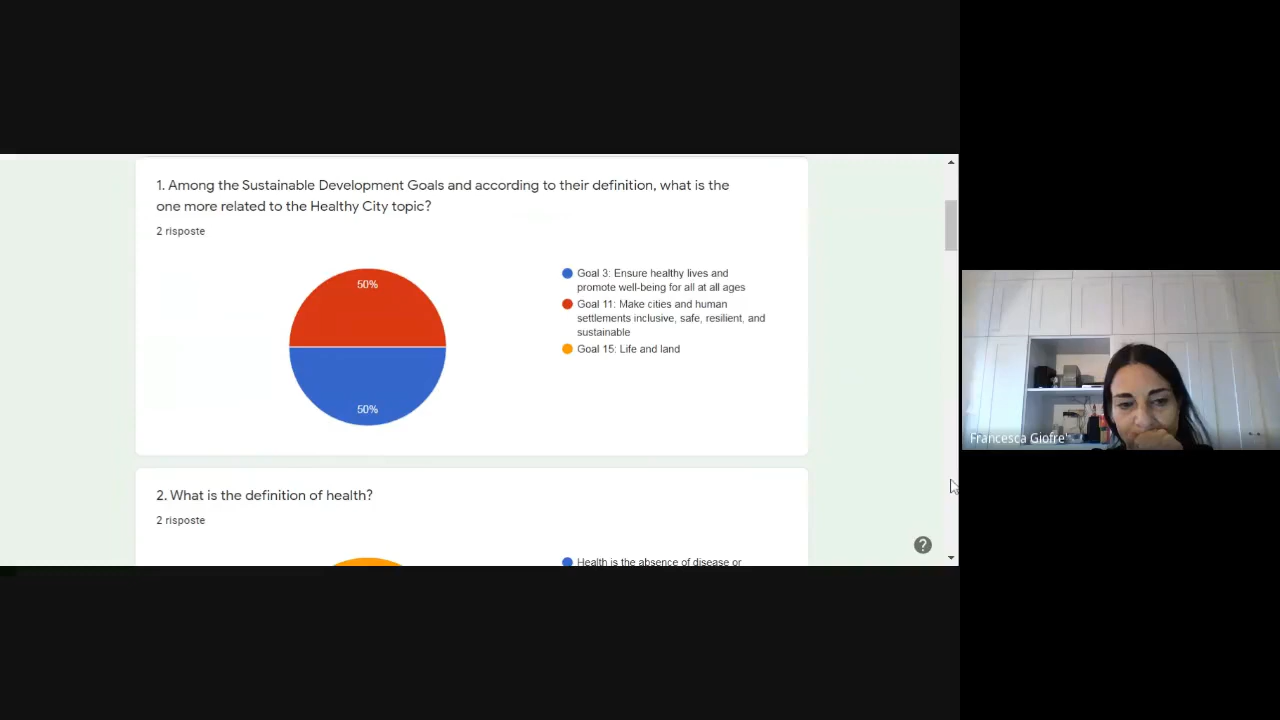 1. Among the Sustainable Development Goals and according to their definition, what is the
one more related to the Healthy City topic?
2 risposte
50%
50%
Goal 3: Ensure healthy lives and
promote well-being for all at all ages
Goal 11: Make cities and human
settlements inclusive, safe, resilient, and
sustainable
Goal 15: Life and land
2. What is the definition of health?
2 risposte
Health is the absence of disease or
?
Francesca Giofre'